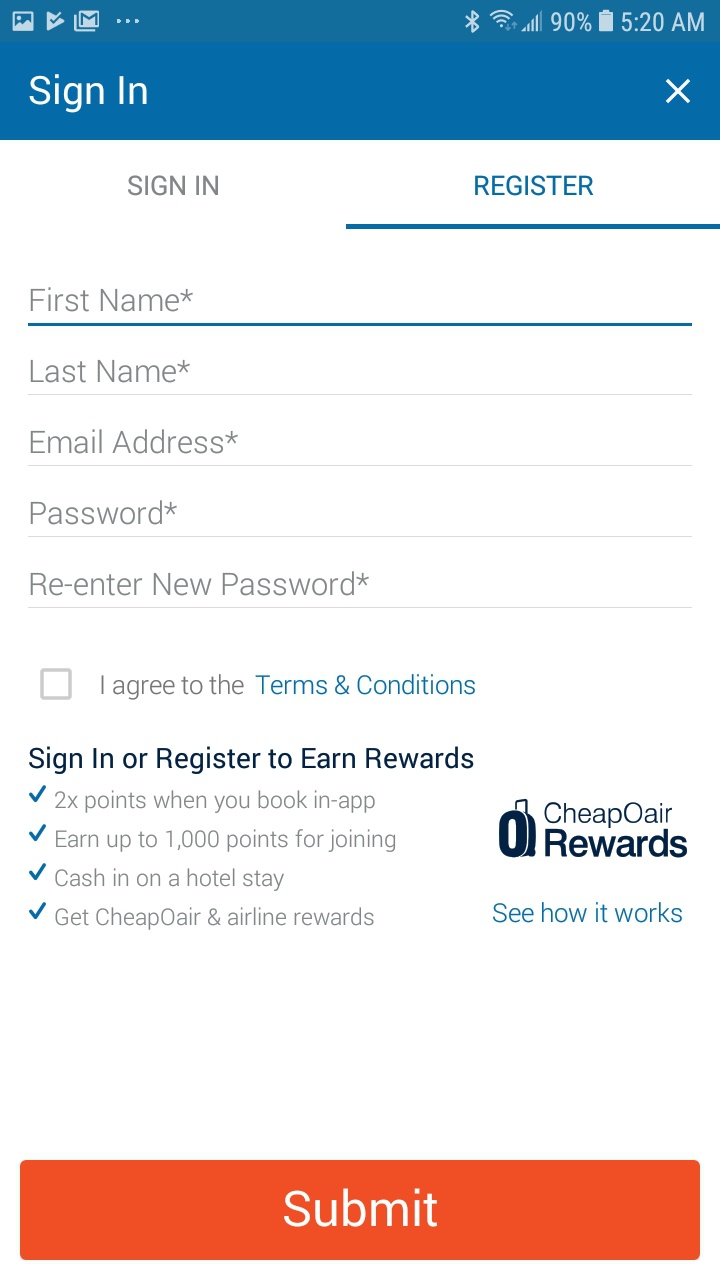 90% 5:20 AM
Sign In
SIGN IN
REGISTER
First Name*
Last Name*
Email Address*
Password*
Re-enter New Password*
I agree to the Terms & Conditions
Sign In or Register to Earn Rewards
2x points when you book in-app
Earn up to 1,000 points for joining
Cash in on a hotel stay
Get CheapOair & airline rewards
CheapOair
Rewards
See how it works
Submit